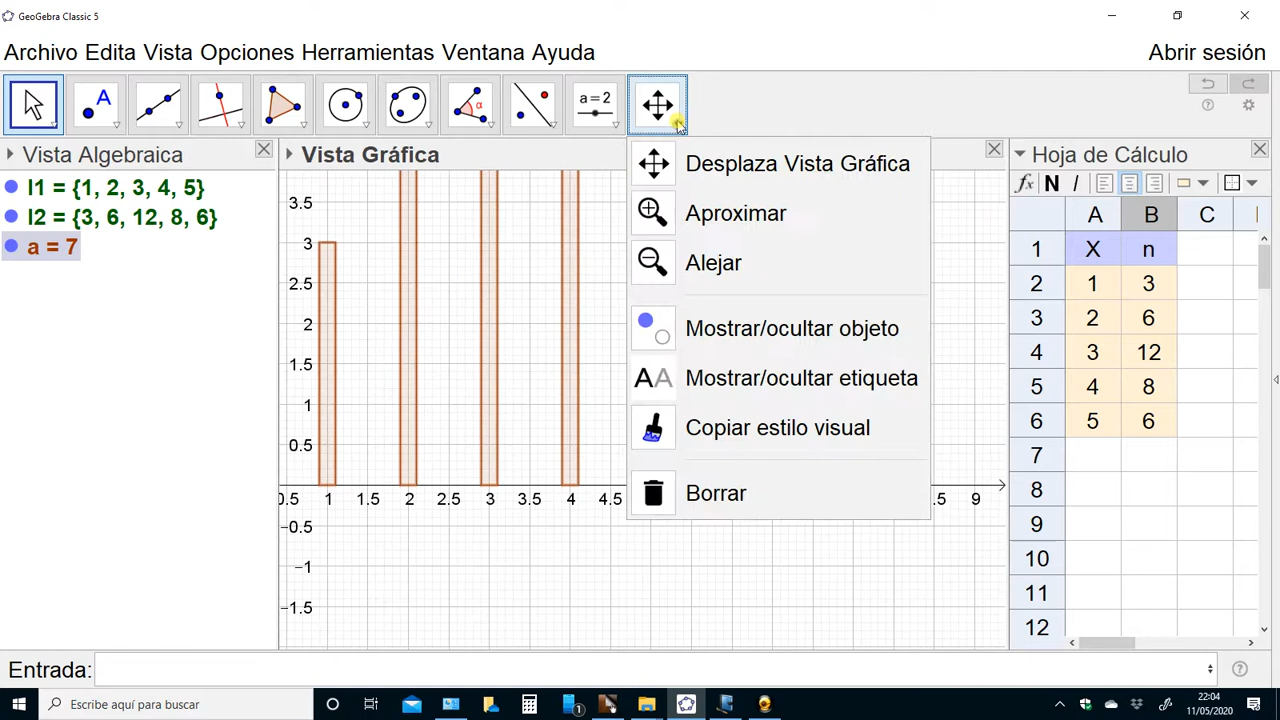 GeoGebra Classic 5
Archivo Edita Vista Opciones Herramientas Ventana Ayuda
Abrir sesión
A
α
a=2
Vista Algebraica
Vista Gráfica
Hoja de Cálculo
l1 = {1, 2, 3, 4, 5}
l2 = {3, 6, 12, 8, 6}
a = 7
3.5
3
2.5
2
1.5
1
0.5
0.5 1 1.5 2 2.5 3 3.5 4 4.5 .5 9
−0.5
−1
−1.5
Desplaza Vista Gráfica
Aproximar
Alejar
Mostrar/ocultar objeto
AA Mostrar/ocultar etiqueta
Copiar estilo visual
Borrar
fx N I
A B C
1 X n
2 1 3
3 2 6
4 3 12
5 4 8
6 5 6
7
8
9
10
11
12
Entrada:
Escribe aquí para buscar
1
22:04
11/05/2020